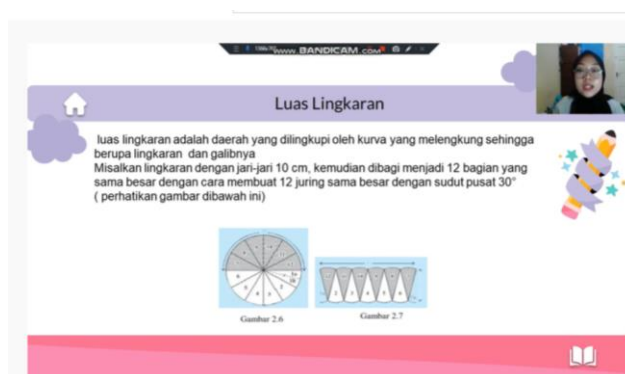 www.BANDICAM.COM
Luas Lingkaran
luas lingkaran adalah daerah yang dilingkupi oleh kurva yang melengkung sehingga
berupa lingkaran dan galibnya
Misalkan lingkaran dengan jari-jari 10 cm, kemudian dibagi menjadi 12 bagian yang
sama besar dengan cara membuat 12 juring sama besar dengan sudut pusat 30°
( perhatikan gambar dibawah ini)
Gambar 2.6
Gambar 2.7